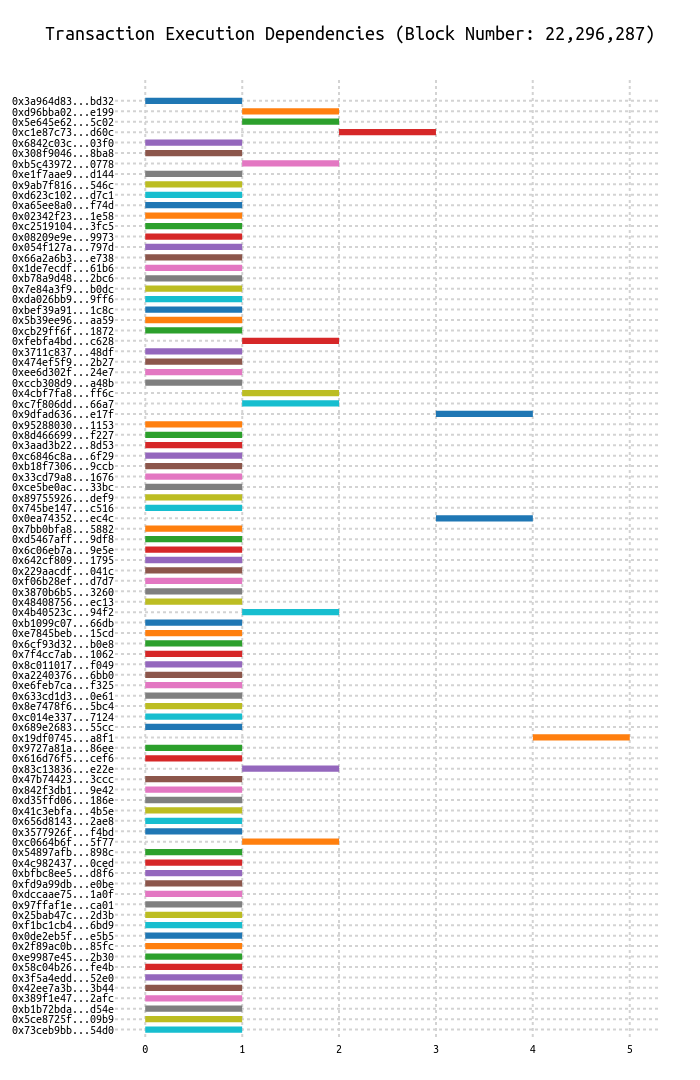 Transaction Execution Dependencies (Block Number: 22,296,287)
0x3a964d83...bd32
0xd96bba02...e199
0x5e645e62...5c02
0xc1e87c73...d60c
0x6842c03c...03f0
0x308f9046...8ba8
0xb5c43972...0778
0xe1f7aae9...d144
0x9ab7f816...546c
0xd623c102...d7c1
0xa65ee8a0...f74d
0x02342f23...1e58
0xc2519104...3fc5
0x08209e9e...9973
0x054f127a...797d
0x66a2a6b3...e738
0x1de7ecdf...61b6
0xb78a9d48...2bc6
0x7e84a3f9...b0dc
0xda026bb9...9ff6
0xbef39a91...1c8c
0x5b39ee96...aa59
0xcb29ff6f...1872
0xfebfa4bd...c628
0x3711c837...48df
0x474ef5f9...2b27
0xee6d302f...24e7
0xccb308d9...a48b
0x4cbf7fa8...ff6c
0xc7f806dd...66a7
0x9dfad636...e17f
0x95288030...1153
0x8d466699...f227
0x3aad3b22...8d53
0xc6846c8a...6f29
0xb18f7306...9ccb
0x33cd79a8...1676
0xce5be0ac...33bc
0x89755926...def9
0x745be147...c516
0x0ea74352...ec4c
0x7bb0bfa8...5882
0xd5467aff...9df8
0x6c06eb7a...9e5e
0x642cf809...1795
0x229aacdf...041c
0xf06b28ef...d7d7
0x3870b6b5...3260
0x48408756...ec13
0x4b40523c...94f2
0xb1099c07...66db
0xe7845beb...15cd
0x6cf93d32...b0e8
0x7f4cc7ab...1062
0x8c011017...f049
0xa2240376...6bb0
0xe6feb7ca...f325
0x633cd1d3...0e61
0x8e7478f6...5bc4
0xc014e337...7124
0x689e2683...55cc
0x19df0745...a8f1
0x9727a81a...86ee
0x616d76f5...cef6
0x83c13836...e22e
0x47b74423...3ccc
0x842f3db1...9e42
0xd35ffd06...186e
0x41c3ebfa...4b5e
0x656d8143...2ae8
0x3577926f...f4bd
0xc0664b6f...5f77
0x54897afb...898c
0x4c982437...0ced
0xbfbc8ee5...d8f6
0xfd9a99db...e0be
0xdccaae75...1a0f
0x97ffaf1e...ca01
0x25bab47c...2d3b
0xf1bc1cb4...6bd9
0x0de2eb5f...e5b5
0x2f89ac0b...85fc
0xe9987e45...2b30
0x58c04b26...fe4b
0x3f5a4edd...52e0
0x42ee7a3b...3b44
0x389f1e47...2afc
0xb1b72bda...d54e
0x5ce8725f...09b9
0x73ceb9bb...54d0
0 1 2 3 4 5